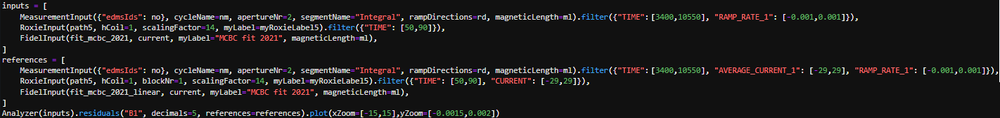 inputs = [
    MeasurementInput({"edmsIds": no}, cycleName=nm, apertureNr=2, segmentName="Integral", rampDirections=rd, magneticLength=ml).filter({"TIME":[3400,10550], "RAMP_RATE_1": [-0.001,0.001]}),
    RoxieInput(path5, hCoil=1, scalingFactor=14, myLabel=myRoxieLabel5).filter({"TIME": [50,90]}),
    FidelInput(fit_mcbc_2021, current, myLabel="MCBC fit 2021", magneticLength=ml),
]
references = [
    MeasurementInput({"edmsIds": no}, cycleName=nm, apertureNr=2, segmentName="Integral", rampDirections=rd, magneticLength=ml).filter({"TIME":[3400,10550], "AVERAGE_CURRENT_1": [-29,29], "RAMP_RATE_1": [-0.001,0.001]}),
    RoxieInput(path5, hCoil=1, blockNr=1, scalingFactor=14, myLabel=myRoxieLabel5).filter({"TIME": [50,90], "CURRENT": [-29,29]}),
    FidelInput(fit_mcbc_2021_linear, current, myLabel="MCBC fit 2021", magneticLength=ml),
]
Analyzer(inputs).residuals("B1", decimals=5, references=references).plot(xZoom=[-15,15],yZoom=[-0.0015,0.002])